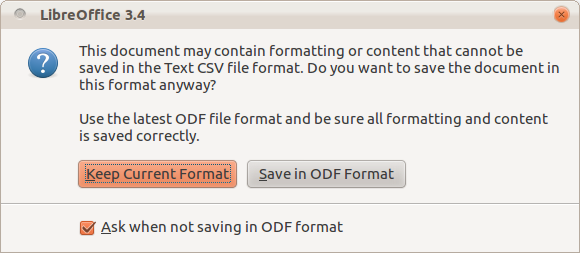 LibreOffice 3.4
This document may contain formatting or content that cannot be
saved in the Text CSV file format. Do you want to save the document in
this format anyway?
Use the latest ODF file format and be sure all formatting and content
is saved correctly.
Keep Current Format
Save in ODF Format
Ask when not saving in ODF format